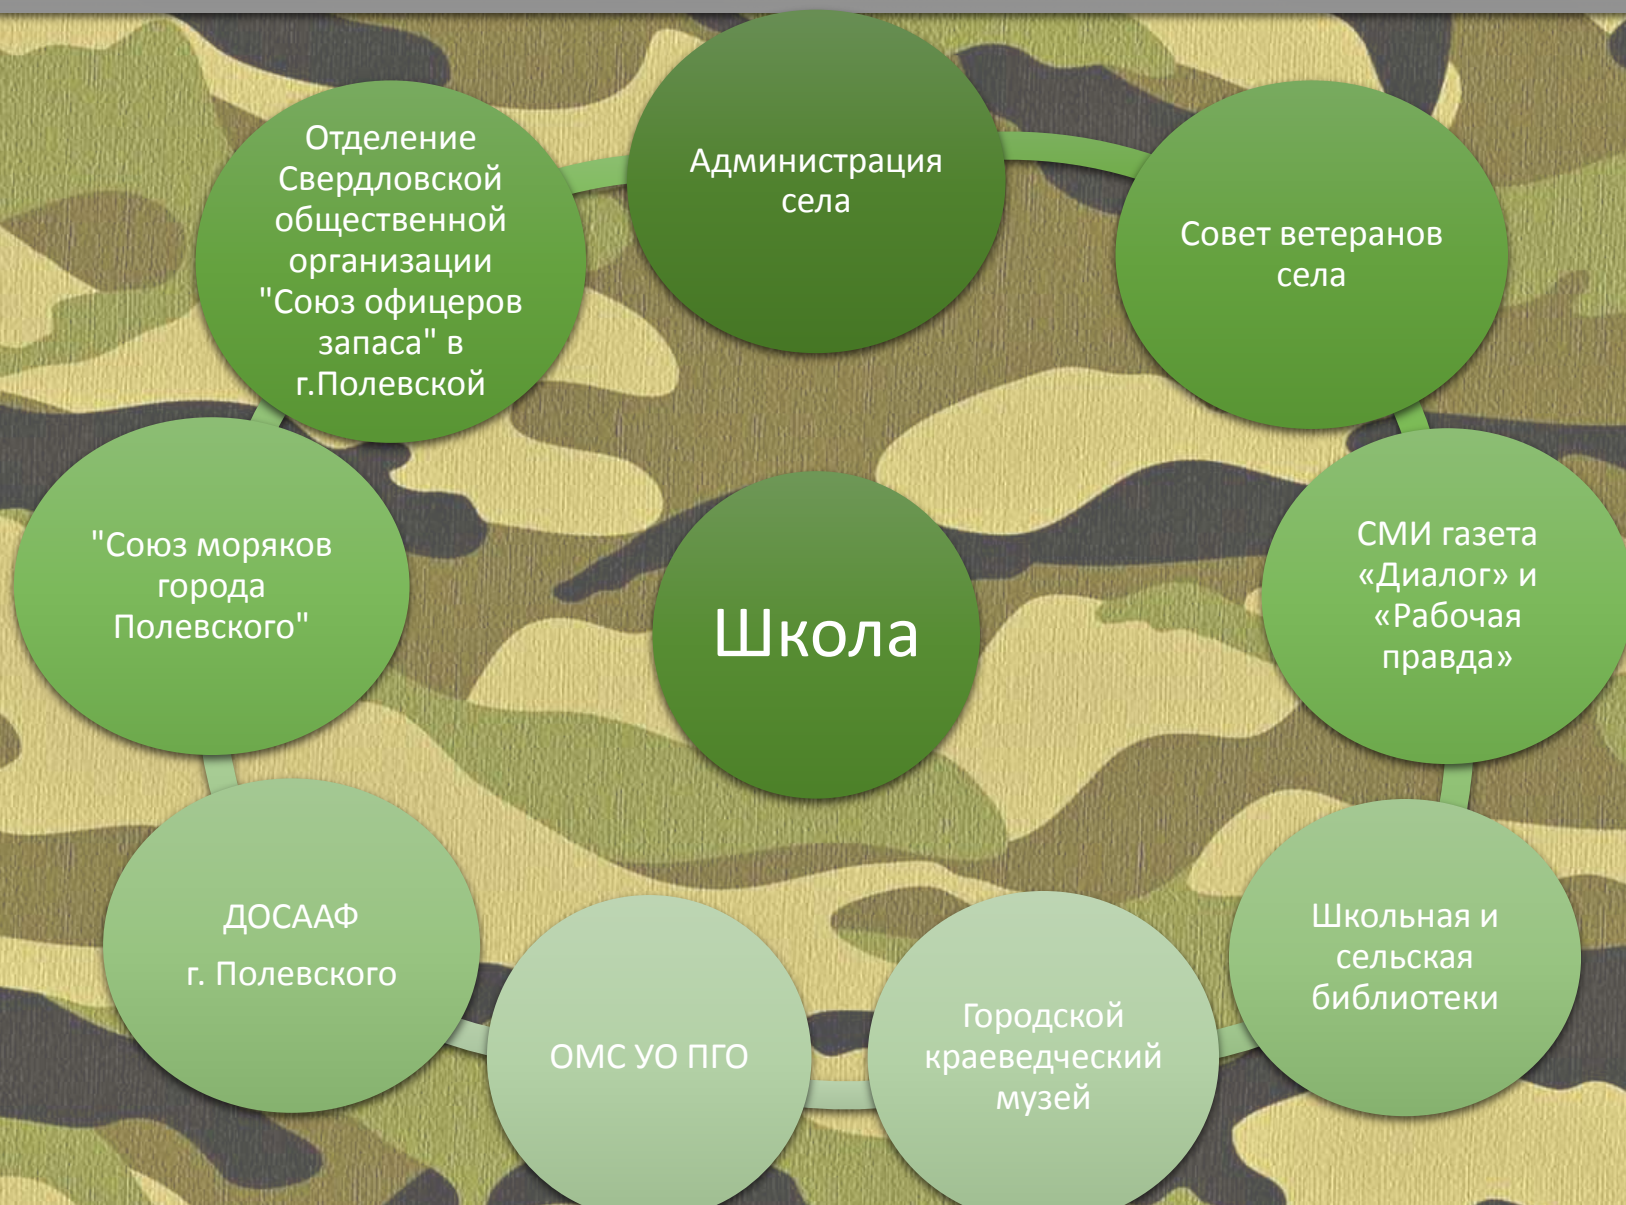 Администрация
села
Совет ветеранов
села
СМИ газета
«Диалог» и
«Рабочая
правда»
Школьная и
сельская
библиотеки
Городской
краеведческий
музей
ОМС УО ПГО
ДОСААФ
г. Полевского
"Союз моряков
города
Полевского"
Отделение
Свердловской
общественной
организации
"Союз офицеров
запаса" в
г.Полевской
Школа